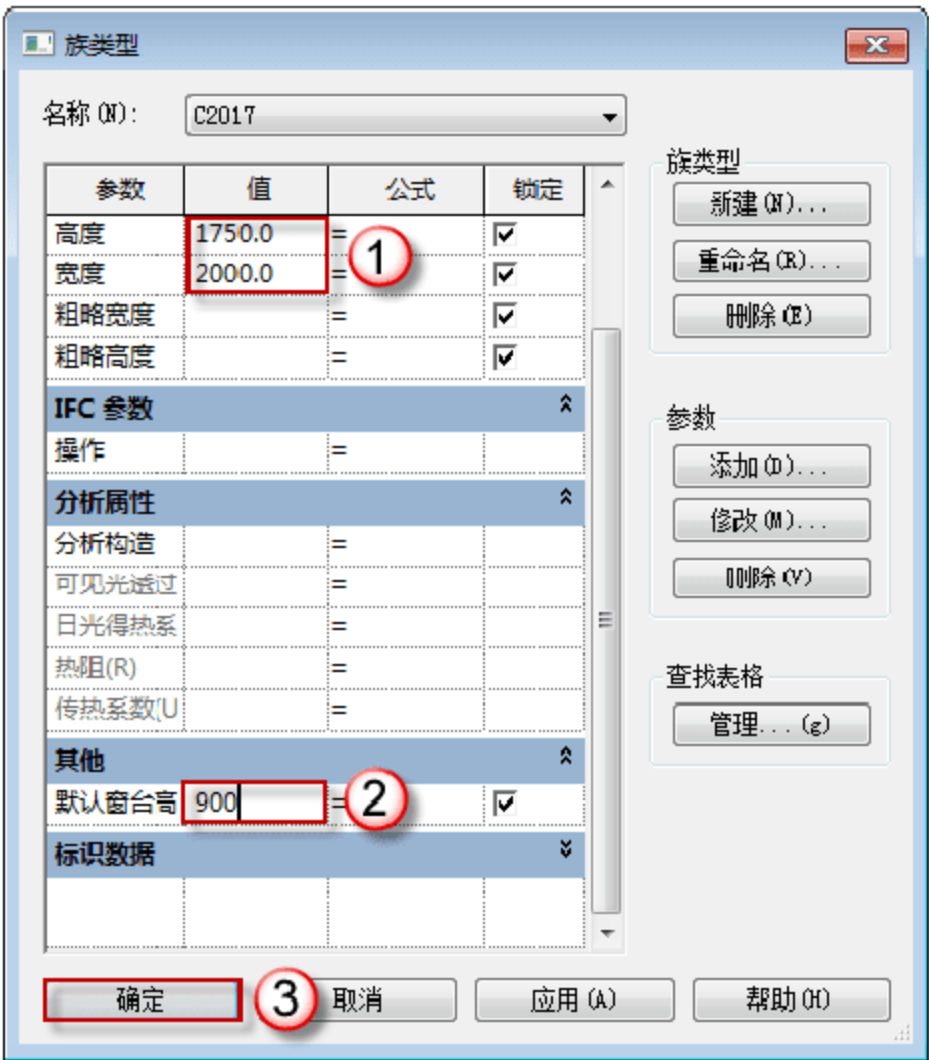 族类型
名称(N): C2017
参数 值 公式 锁定
高度 1750.0 =
宽度 2000.0 =
①
粗略宽度 =
粗略高度 =
IFC 参数
操作 =
分析属性
分析构造 =
可见光透过 =
日光得热系 =
热阻(R) =
传热系数(U =
其他
默认窗台高 900 =
②
标识数据
族类型
新建(N)...
重命名(R)...
删除(E)
参数
添加(D)...
修改(M)...
删除(V)
查找表格
管理...(g)
确定 ③ 取消 应用(A) 帮助(H)